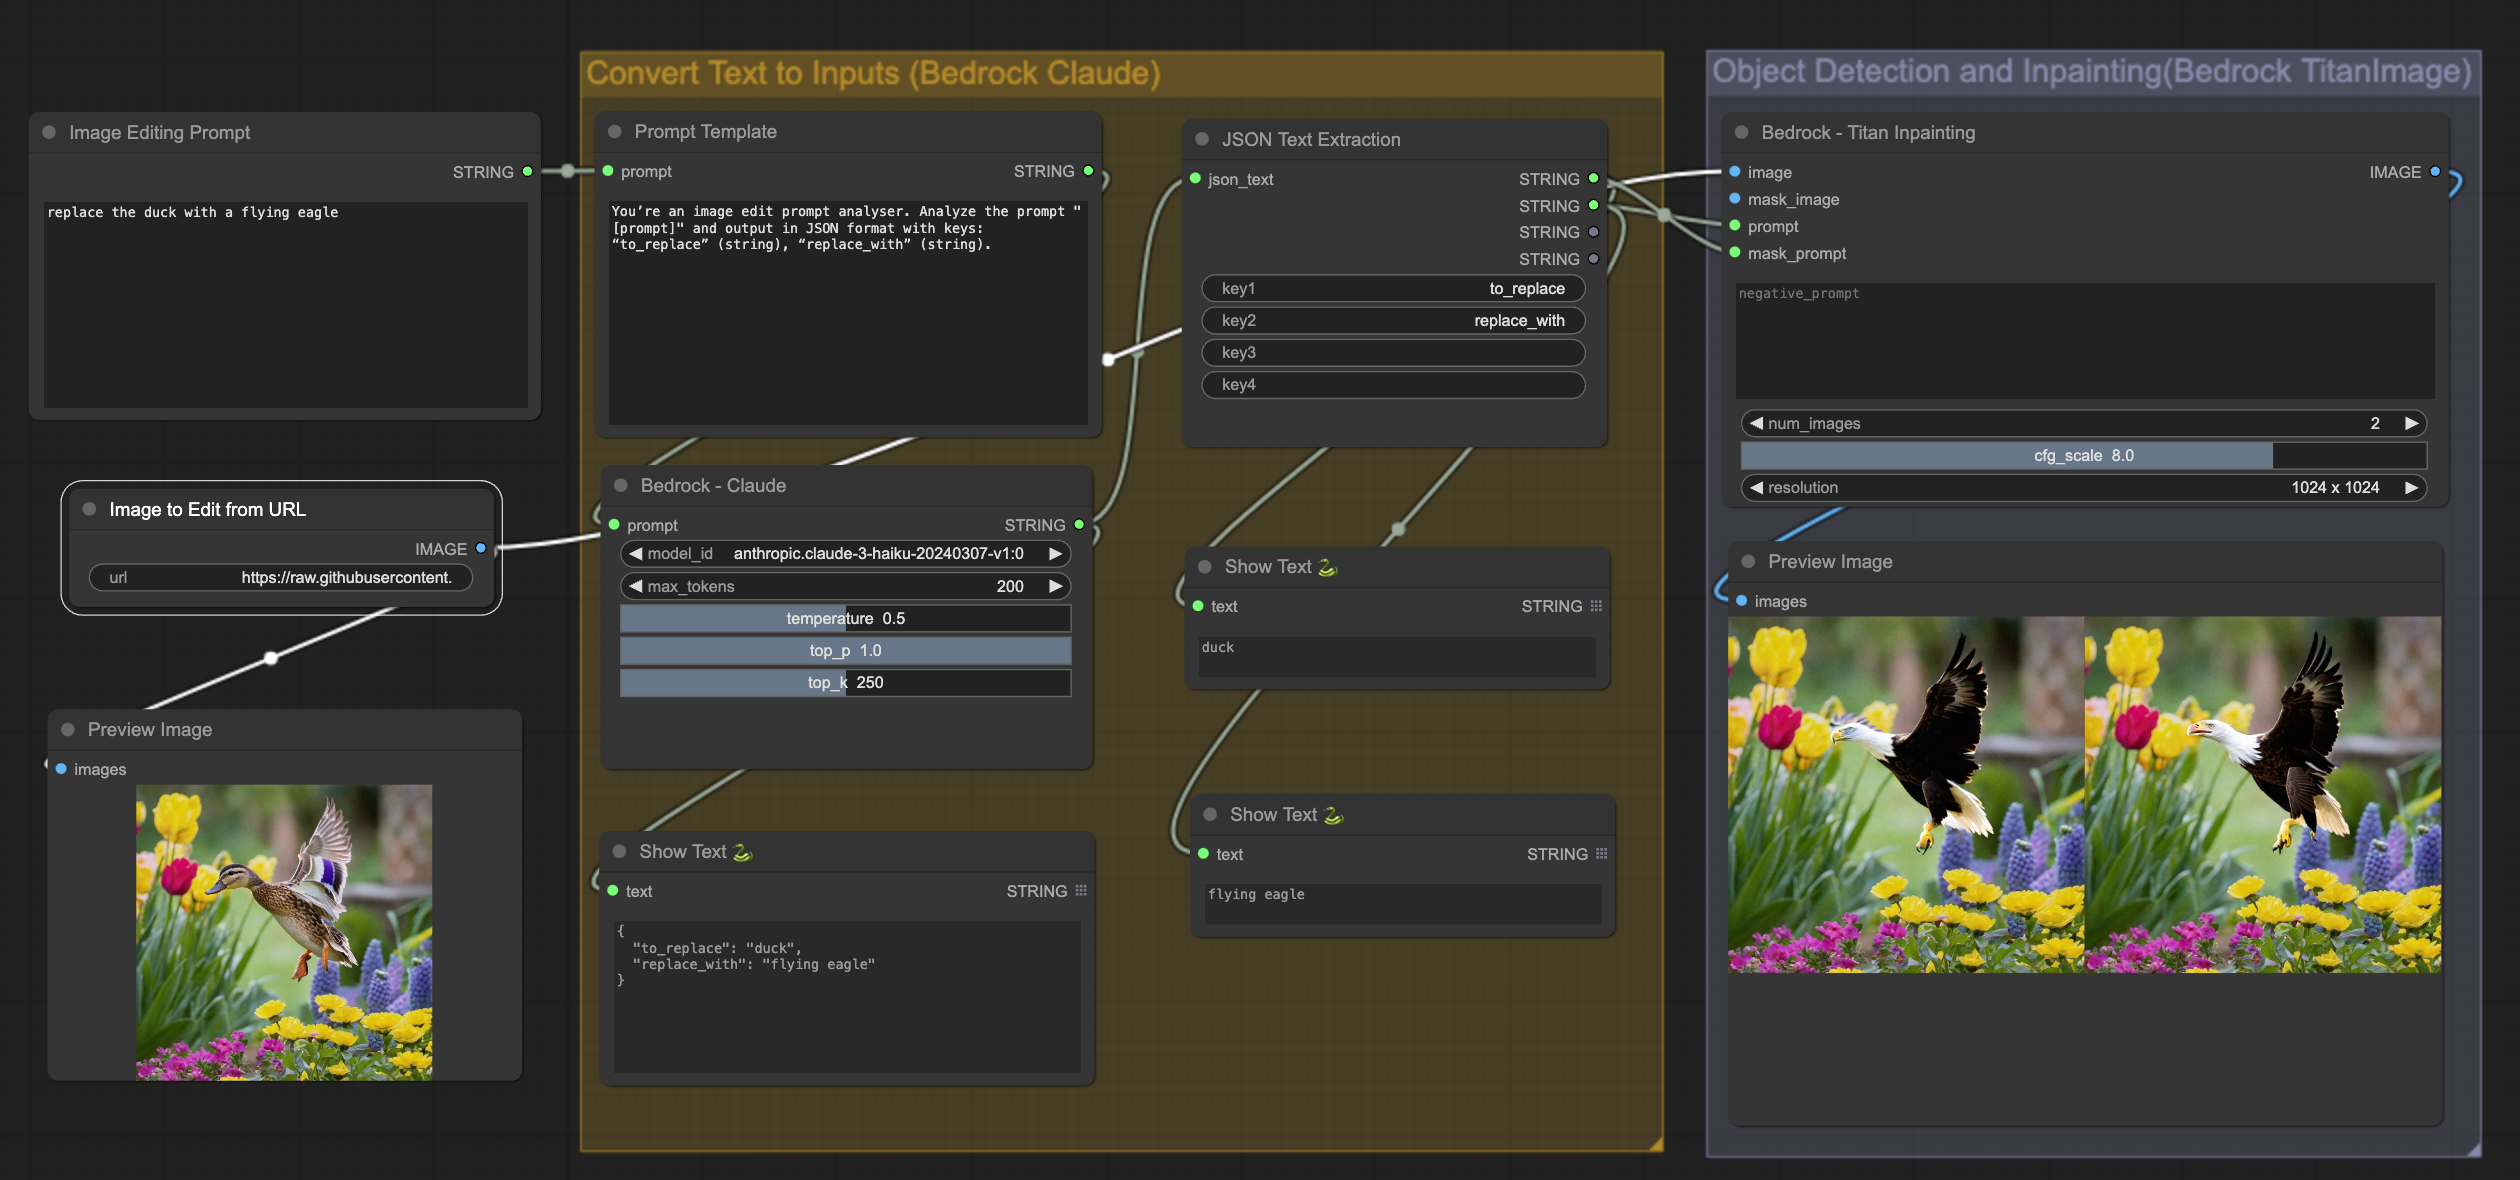 Convert Text to Inputs (Bedrock Claude)
Object Detection and Inpainting(Bedrock TitanImage)
Image Editing Prompt
STRING
replace the duck with a flying eagle
Image to Edit from URL
IMAGE
url https://raw.githubusercontent.
Preview Image
images
Prompt Template
prompt STRING
You’re an image edit prompt analyser. Analyze the prompt "
[prompt]" and output in JSON format with keys:
“to_replace” (string), “replace_with” (string).
Bedrock - Claude
prompt STRING
model_id anthropic.claude-3-haiku-20240307-v1:0
max_tokens 200
temperature 0.5
top_p 1.0
top_k 250
Show Text
text STRING
{
"to_replace": "duck",
"replace_with": "flying eagle"
}
JSON Text Extraction
json_text STRING
STRING
STRING
STRING
key1 to_replace
key2 replace_with
key3
key4
Show Text
text STRING
duck
Show Text
text STRING
flying eagle
Bedrock - Titan Inpainting
image IMAGE
mask_image
prompt
mask_prompt
negative_prompt
num_images 2
cfg_scale 8.0
resolution 1024 x 1024
Preview Image
images